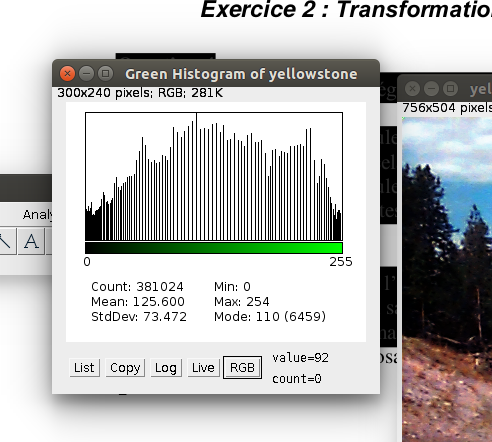 Exercice 2 : Transformatio
Green Histogram of yellowstone
yel
300x240 pixels; RGB; 281K
756x504 pixels
0
255
Count: 381024
Min: 0
Mean: 125.600
Max: 254
StdDev: 73.472
Mode: 110 (6459)
Analy
A
List
Copy
Log
Live
RGB
value=92
count=0